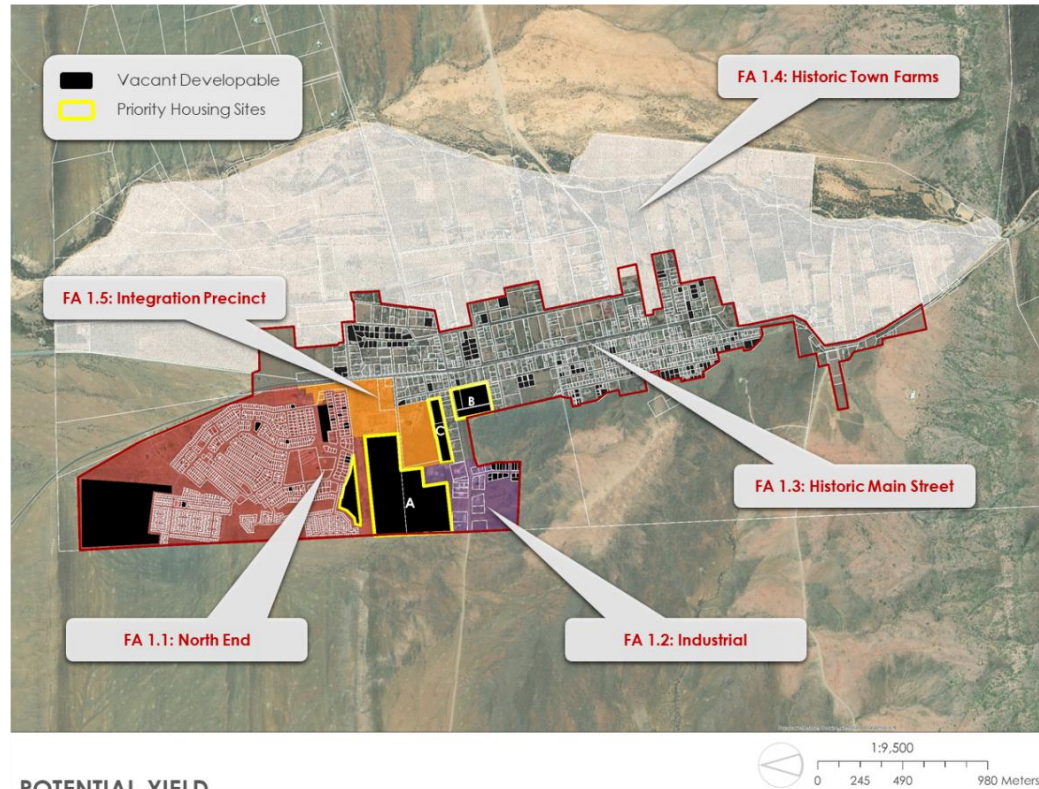 Vacant Developable
Priority Housing Sites
FA 1.4: Historic Town Farms
FA 1.5: Integration Precinct
B
C
A
FA 1.3: Historic Main Street
FA 1.1: North End
FA 1.2: Industrial
1:9,500
0 245 490 980 Meters
POTENTIAL YIELD